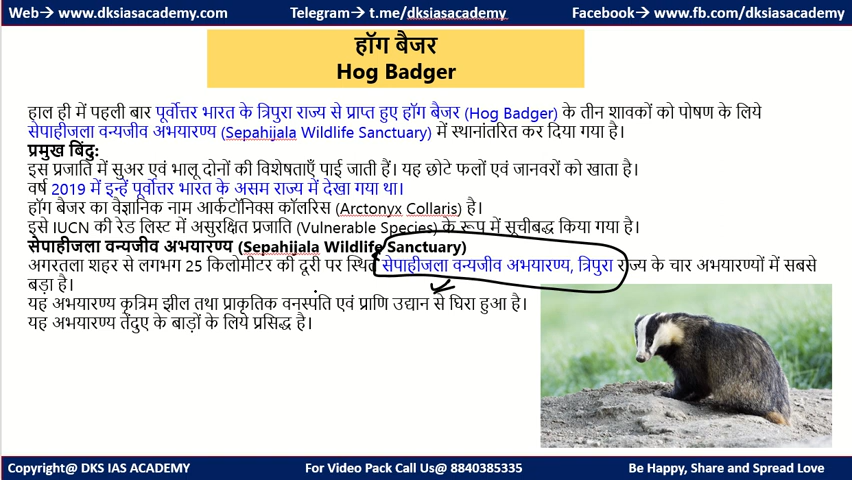 Web→ www.dksiasacademy.com Telegram→ t.me/dksiasacademy Facebook→ www.fb.com/dksiasacademy
हॉग बैजर
Hog Badger
हाल ही में पहली बार पूर्वोत्तर भारत के त्रिपुरा राज्य से प्राप्त हुए हॉग बैजर (Hog Badger) के तीन शावकों को पोषण के लिये
सेपाहीजला वन्यजीव अभयारण्य (Sepahijala Wildlife Sanctuary) में स्थानांतरित कर दिया गया है।
प्रमुख बिंदु:
इस प्रजाति में सुअर एवं भालू दोनों की विशेषताएँ पाई जाती हैं। यह छोटे फलों एवं जानवरों को खाता है।
वर्ष 2019 में इन्हें पूर्वोत्तर भारत के असम राज्य में देखा गया था।
हॉग बैजर का वैज्ञानिक नाम आर्कटॉनिक्स कॉलरिस (Arctonyx Collaris) है।
इसे IUCN की रेड लिस्ट में असुरक्षित प्रजाति (Vulnerable Species) के रूप में सूचीबद्ध किया गया है।
सेपाहीजला वन्यजीव अभयारण्य (Sepahijala Wildlife Sanctuary)
अगरतला शहर से लगभग 25 किलोमीटर की दूरी पर स्थित सेपाहीजला वन्यजीव अभयारण्य, त्रिपुरा राज्य के चार अभयारण्यों में सबसे
बड़ा है।
यह अभयारण्य कृत्रिम झील तथा प्राकृतिक वनस्पति एवं प्राणि उद्यान से घिरा हुआ है।
यह अभयारण्य तेंदुए के बाड़ों के लिये प्रसिद्ध है।
Copyright@ DKS IAS ACADEMY For Video Pack Call Us@ 8840385335 Be Happy, Share and Spread Love